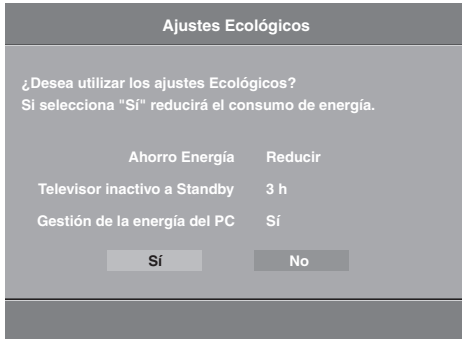 Ajustes Ecológicos
¿Desea utilizar los ajustes Ecológicos?
Si selecciona "Sí" reducirá el consumo de energía.
Ahorro Energía Reducir
Televisor inactivo a Standby 3 h
Gestión de la energía del PC Sí
Sí No